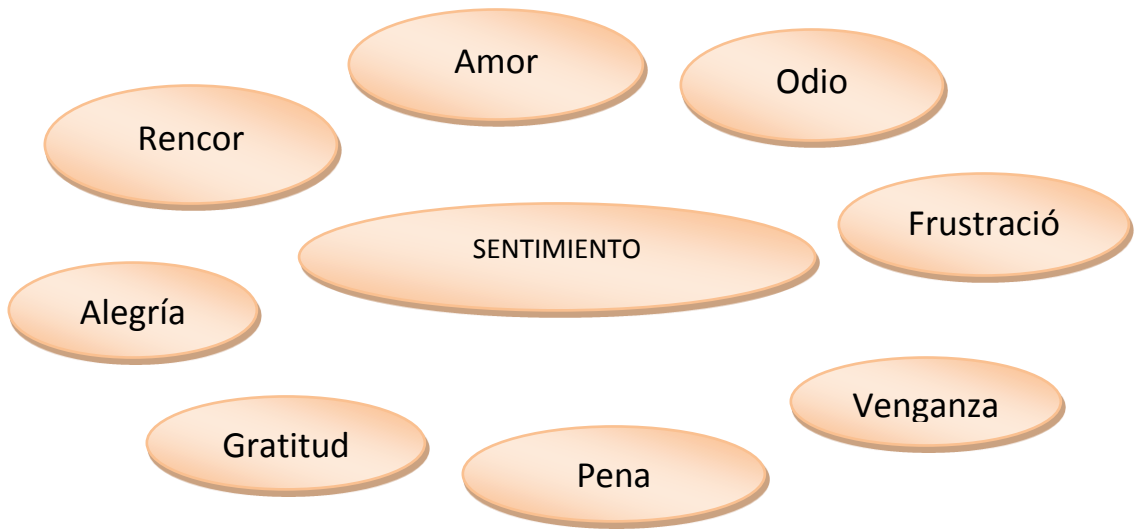 Amor
Odio
Rencor
Frustració
SENTIMIENTO
Alegría
Venganza
Gratitud
Pena